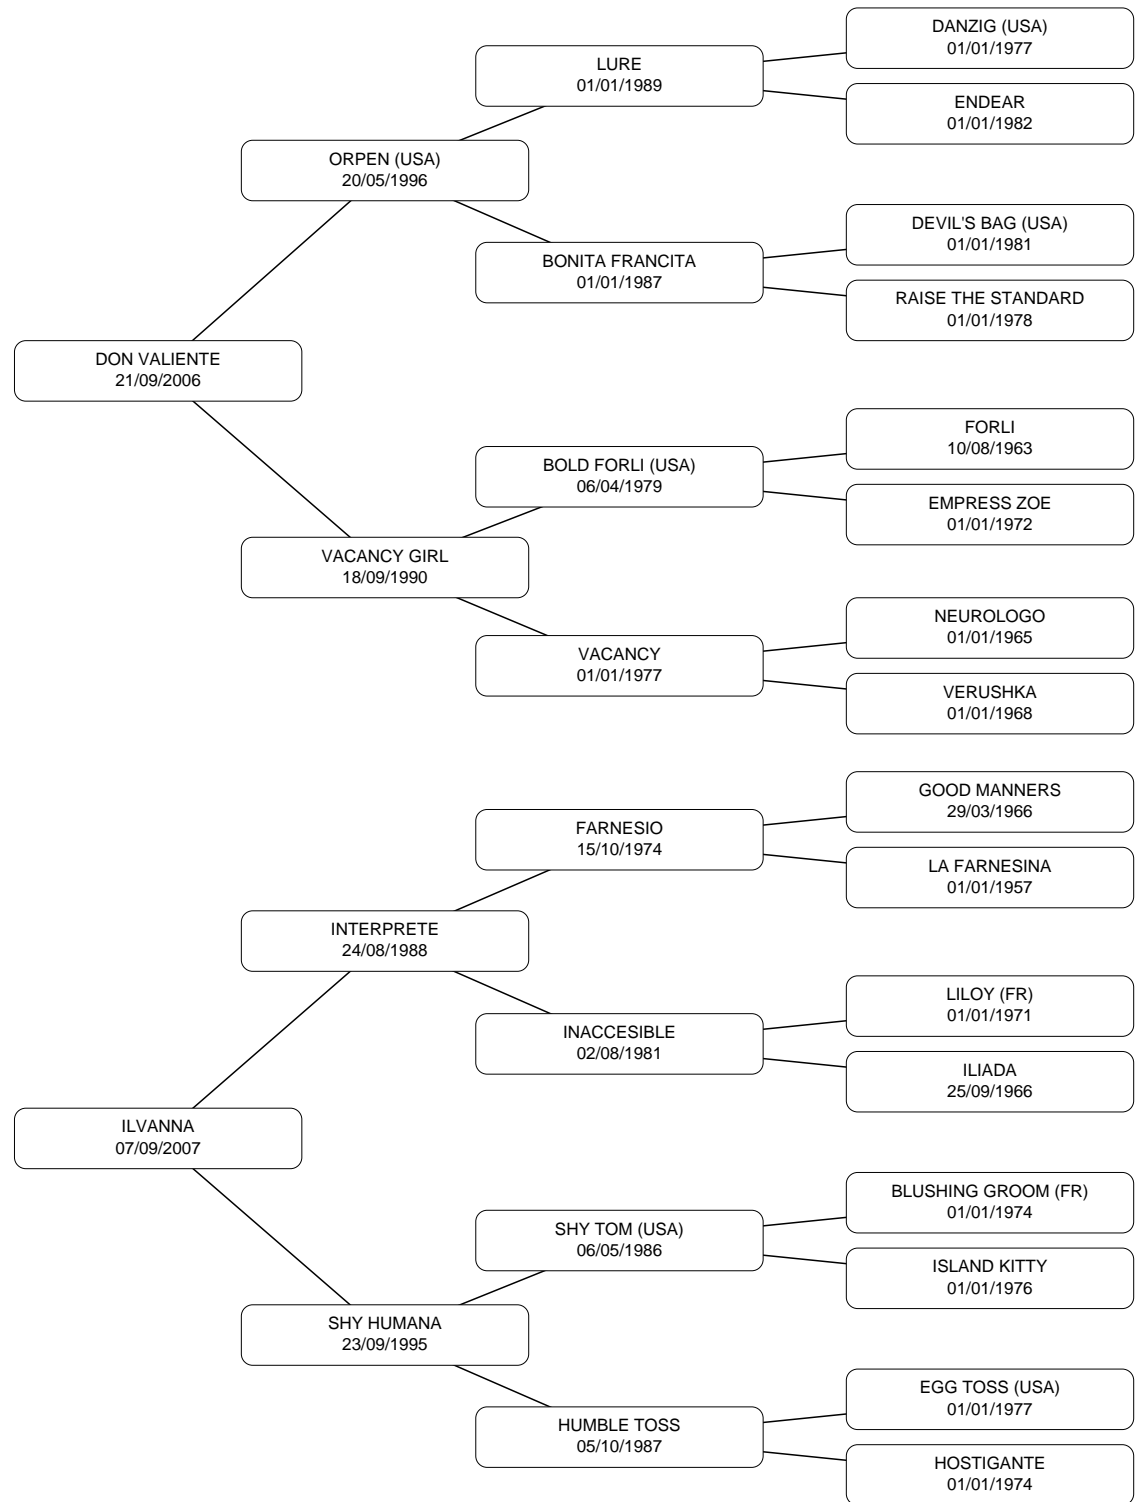 DANZIG (USA)
01/01/1977
LURE
01/01/1989
ENDEAR
01/01/1982
ORPEN (USA)
20/05/1996
DEVIL'S BAG (USA)
01/01/1981
BONITA FRANCITA
01/01/1987
RAISE THE STANDARD
01/01/1978
DON VALIENTE
21/09/2006
FORLI
10/08/1963
BOLD FORLI (USA)
06/04/1979
EMPRESS ZOE
01/01/1972
VACANCY GIRL
18/09/1990
NEUROLOGO
01/01/1965
VACANCY
01/01/1977
VERUSHKA
01/01/1968
GOOD MANNERS
29/03/1966
FARNESIO
15/10/1974
LA FARNESINA
01/01/1957
INTERPRETE
24/08/1988
LILOY (FR)
01/01/1971
INACCESIBLE
02/08/1981
ILIADA
25/09/1966
ILVANNA
07/09/2007
BLUSHING GROOM (FR)
01/01/1974
SHY TOM (USA)
06/05/1986
ISLAND KITTY
01/01/1976
SHY HUMANA
23/09/1995
EGG TOSS (USA)
01/01/1977
HUMBLE TOSS
05/10/1987
HOSTIGANTE
01/01/1974